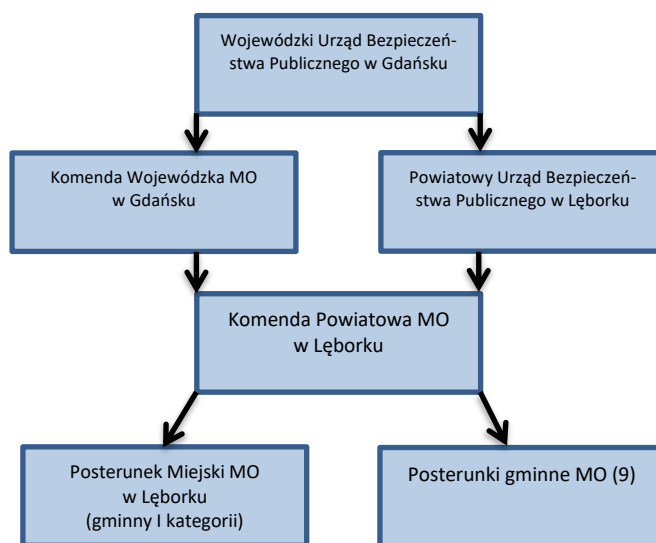 Wojewódzki Urząd Bezpieczeń-
stwa Publicznego w Gdańsku
Komenda Wojewódzka MO
w Gdańsku
Powiatowy Urząd Bezpieczeń-
stwa Publicznego w Lęborku
Komenda Powiatowa MO
w Lęborku
Posterunek Miejski MO
w Lęborku
(gminny I kategorii)
Posterunki gminne MO (9)